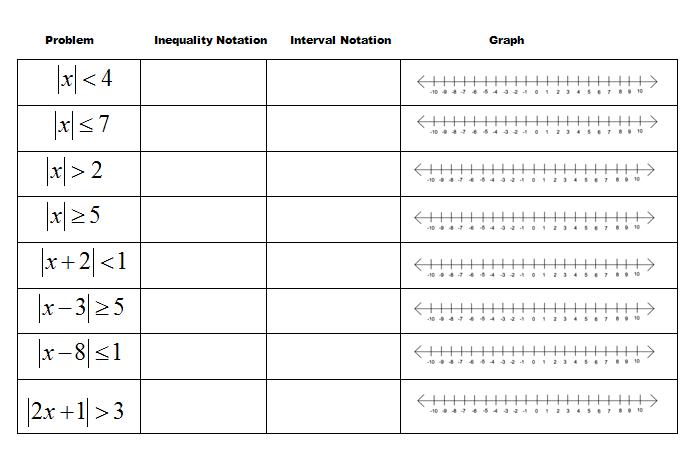 Problem Inequality Notation Interval Notation Graph
|x| < 4
-10 -9 -8 -7 -6 -5 -4 -3 -2 -1 0 1 2 3 4 5 6 7 8 9 10
|x| ≤ 7
-10 -9 -8 -7 -6 -5 -4 -3 -2 -1 0 1 2 3 4 5 6 7 8 9 10
|x| > 2
-10 -9 -8 -7 -6 -5 -4 -3 -2 -1 0 1 2 3 4 5 6 7 8 9 10
|x| ≥ 5
-10 -9 -8 -7 -6 -5 -4 -3 -2 -1 0 1 2 3 4 5 6 7 8 9 10
|x+2| < 1
-10 -9 -8 -7 -6 -5 -4 -3 -2 -1 0 1 2 3 4 5 6 7 8 9 10
|x−3| ≥ 5
-10 -9 -8 -7 -6 -5 -4 -3 -2 -1 0 1 2 3 4 5 6 7 8 9 10
|x−8| ≤ 1
-10 -9 -8 -7 -6 -5 -4 -3 -2 -1 0 1 2 3 4 5 6 7 8 9 10
|2x+1| > 3
-10 -9 -8 -7 -6 -5 -4 -3 -2 -1 0 1 2 3 4 5 6 7 8 9 10